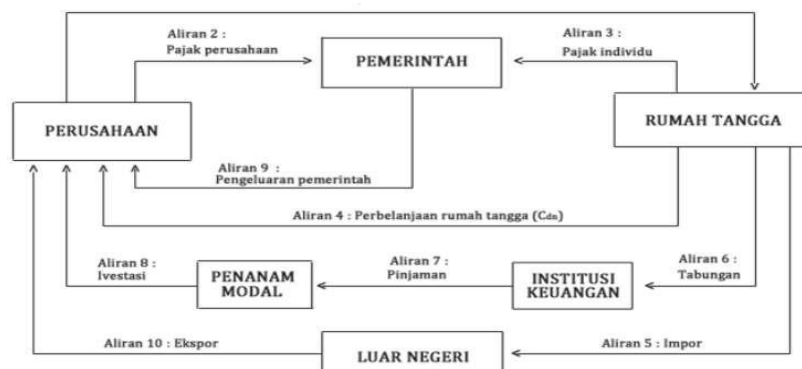 Aliran 2 :
Pajak perusahaan
Aliran 3 :
Pajak individu
PEMERINTAH
PERUSAHAAN
RUMAH TANGGA
Aliran 9 :
Pengeluaran pemerintah
Aliran 4 : Perbelanjaan rumah tangga (Cdn)
Aliran 8 :
Ivestasi
PENANAM
MODAL
Aliran 7 :
Pinjaman
INSTITUSI
KEUANGAN
Aliran 6 :
Tabungan
Aliran 10 : Ekspor
LUAR NEGERI
Aliran 5 : Impor